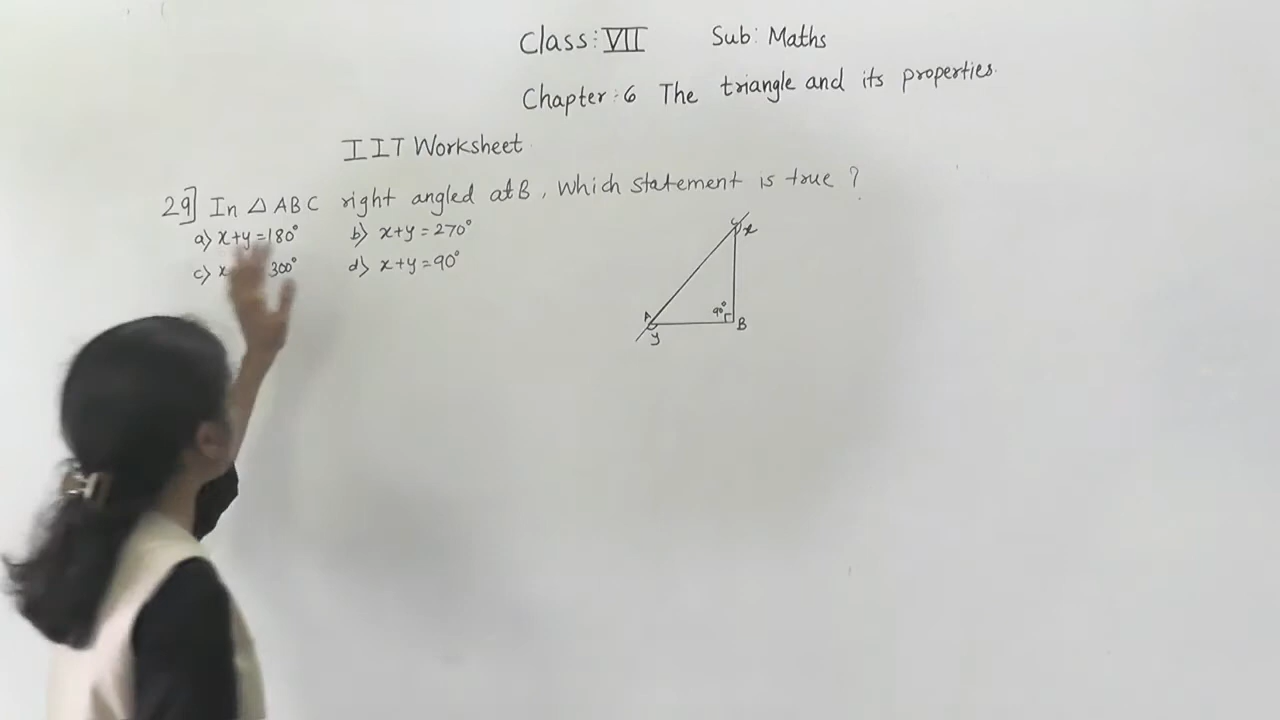 Class: VII Sub: Maths
Chapter: 6 The triangle and its properties.
IIT Worksheet
29] In △ ABC right angled at B, Which statement is true ?
a) x+y=180° b) x+y=270°
c) x 300° d) x+y=90°
C x
A 90° B
y